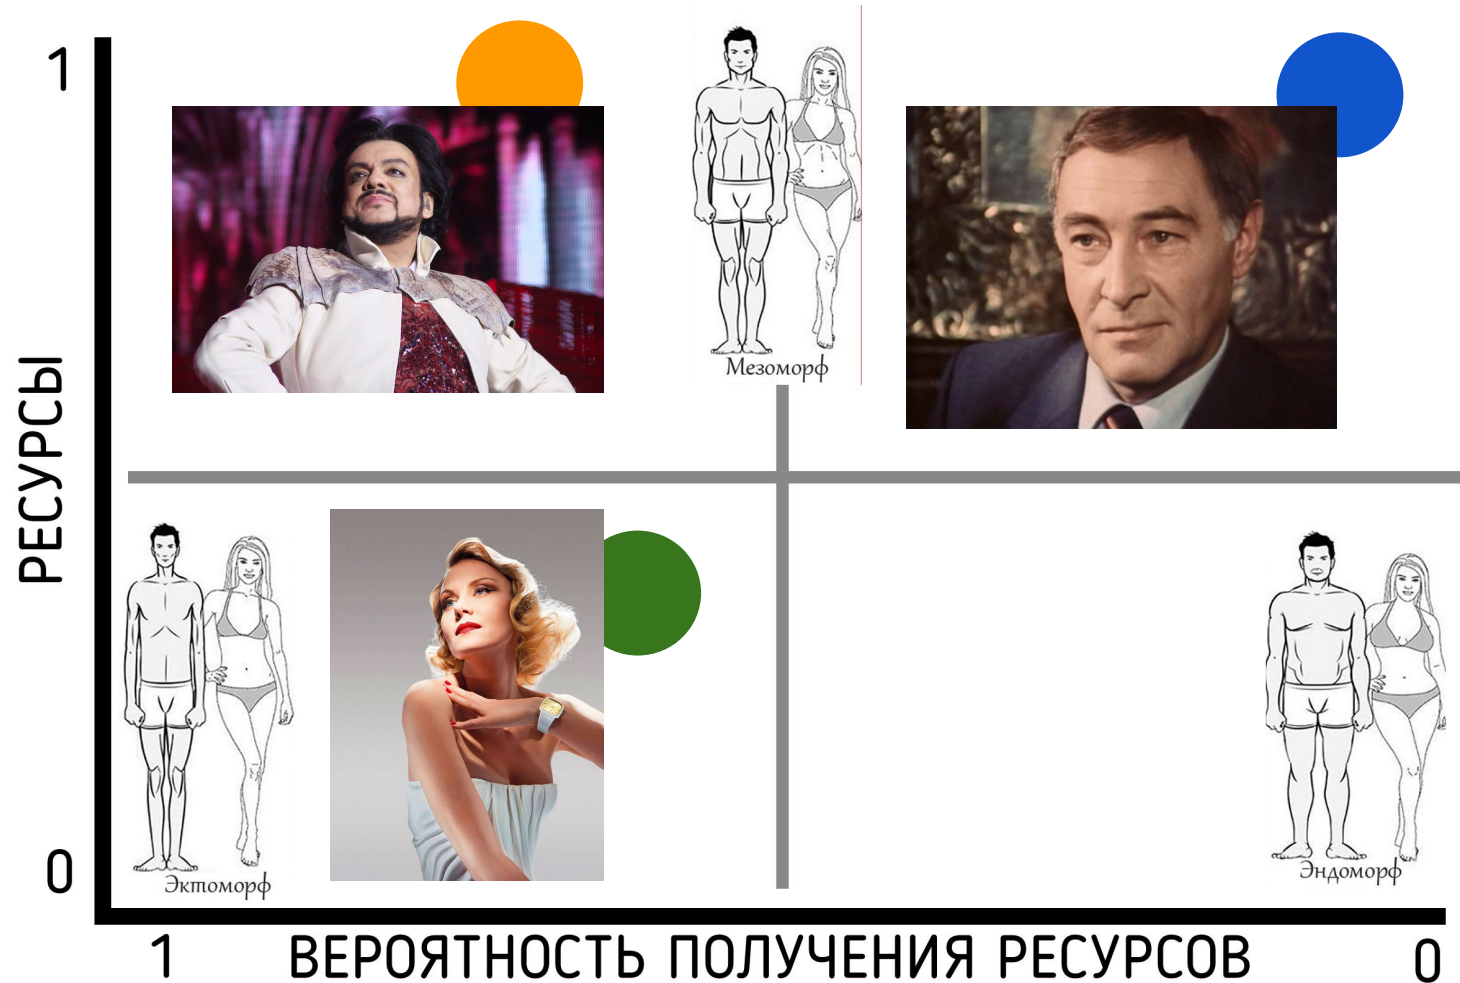 1
РЕСУРСЫ
0
Мезоморф
Эктоморф
Эндоморф
1 ВЕРОЯТНОСТЬ ПОЛУЧЕНИЯ РЕСУРСОВ 0